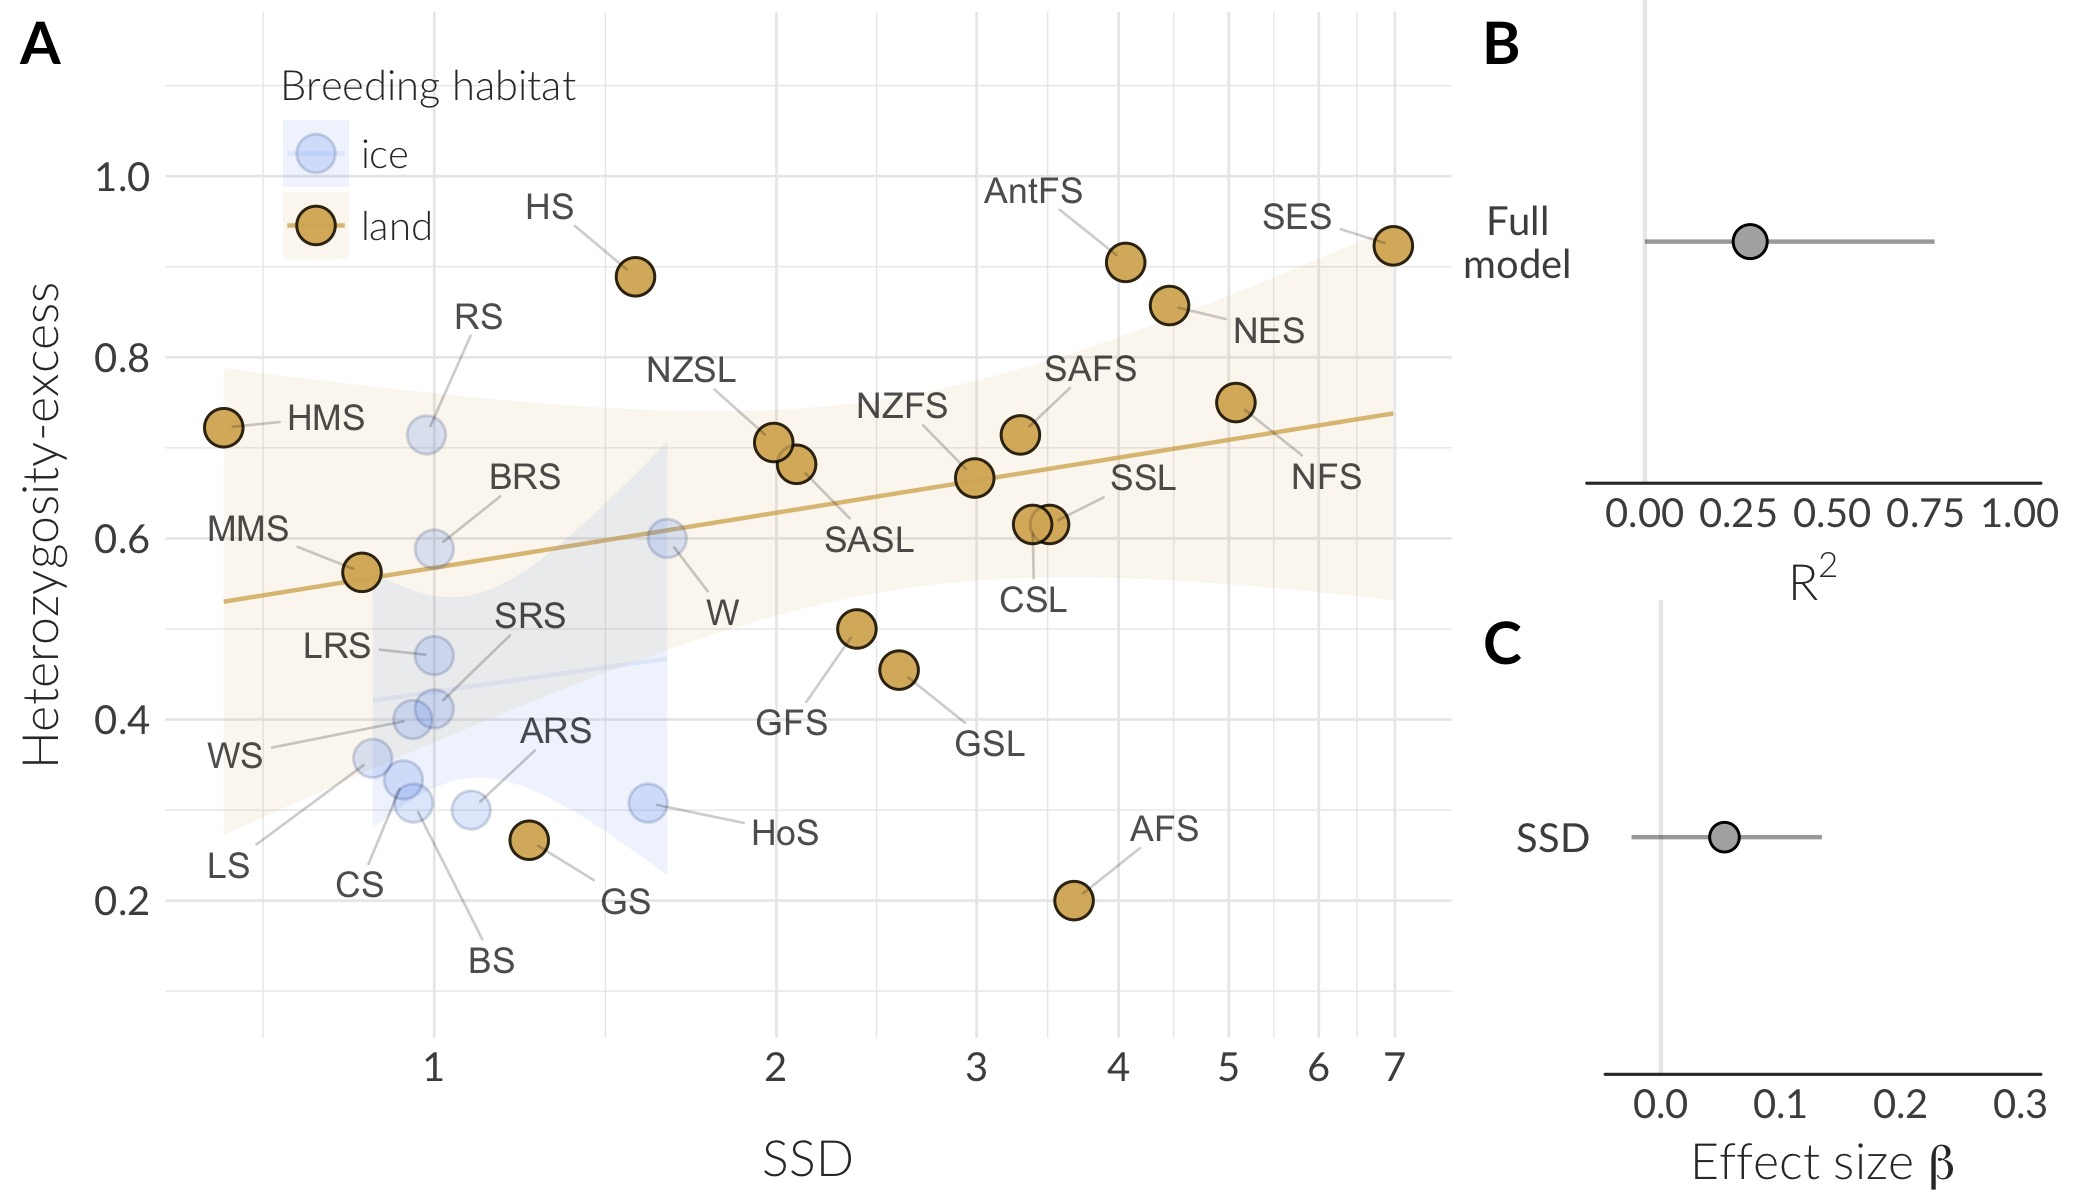 A
Breeding habitat
ice
land
Heterozygosity-excess
1.0
0.8
0.6
0.4
0.2
HS
AntFS
SES
RS
NES
NZSL
SAFS
HMS
NZFS
BRS
SSL
NFS
MMS
SASL
CSL
W
SRS
LRS
GFS
ARS
GSL
WS
HoS
AFS
LS
CS
GS
BS
1 2 3 4 5 6 7
SSD
B
Full
model
0.00 0.25 0.50 0.75 1.00
R²
C
SSD
0.0 0.1 0.2 0.3
Effect size β